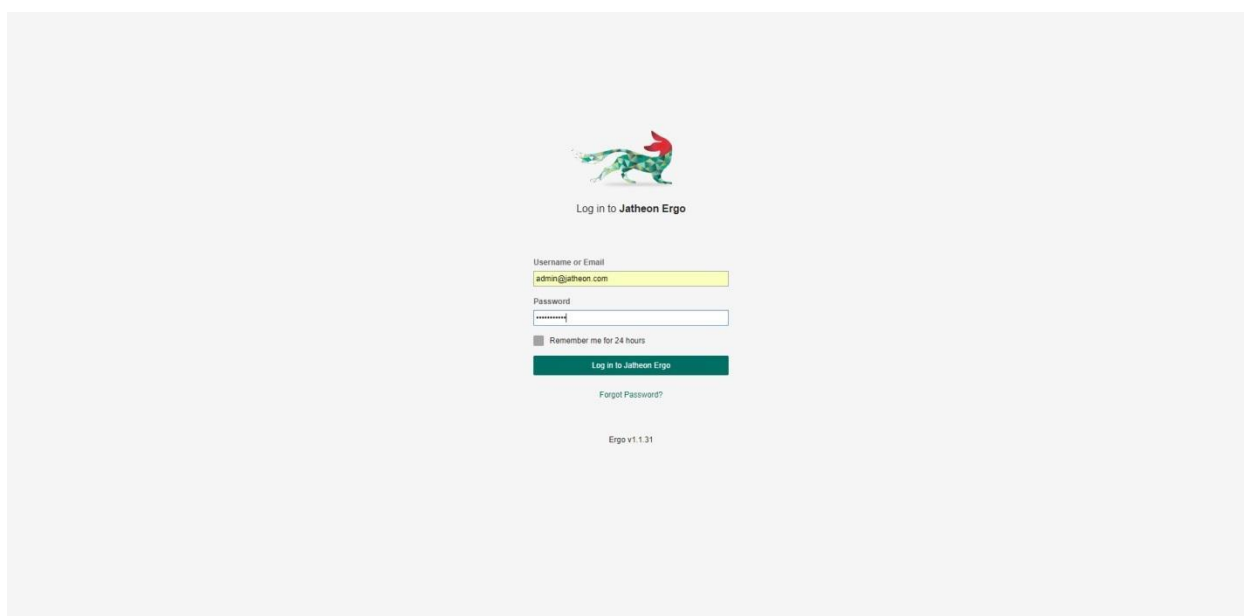 Log in to Jatheon Ergo
Username or Email
admin@jatheon.com
Password
•••••••••••
Remember me for 24 hours
Log in to Jatheon Ergo
Forgot Password?
Ergo v1.1.31